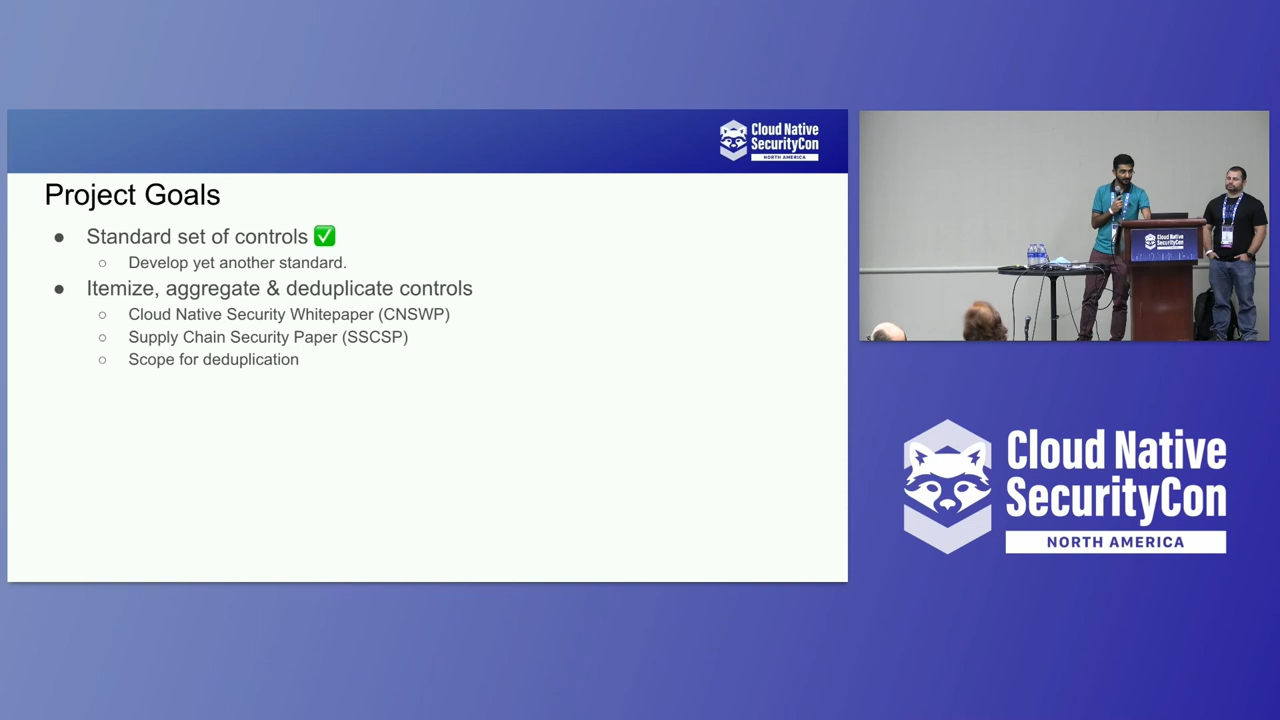 Cloud Native
SecurityCon
NORTH AMERICA
Project Goals
● Standard set of controls ✅
○ Develop yet another standard.
● Itemize, aggregate & deduplicate controls
○ Cloud Native Security Whitepaper (CNSWP)
○ Supply Chain Security Paper (SSCSP)
○ Scope for deduplication
Cloud Native
SecurityCon
Cloud Native
SecurityCon
NORTH AMERICA